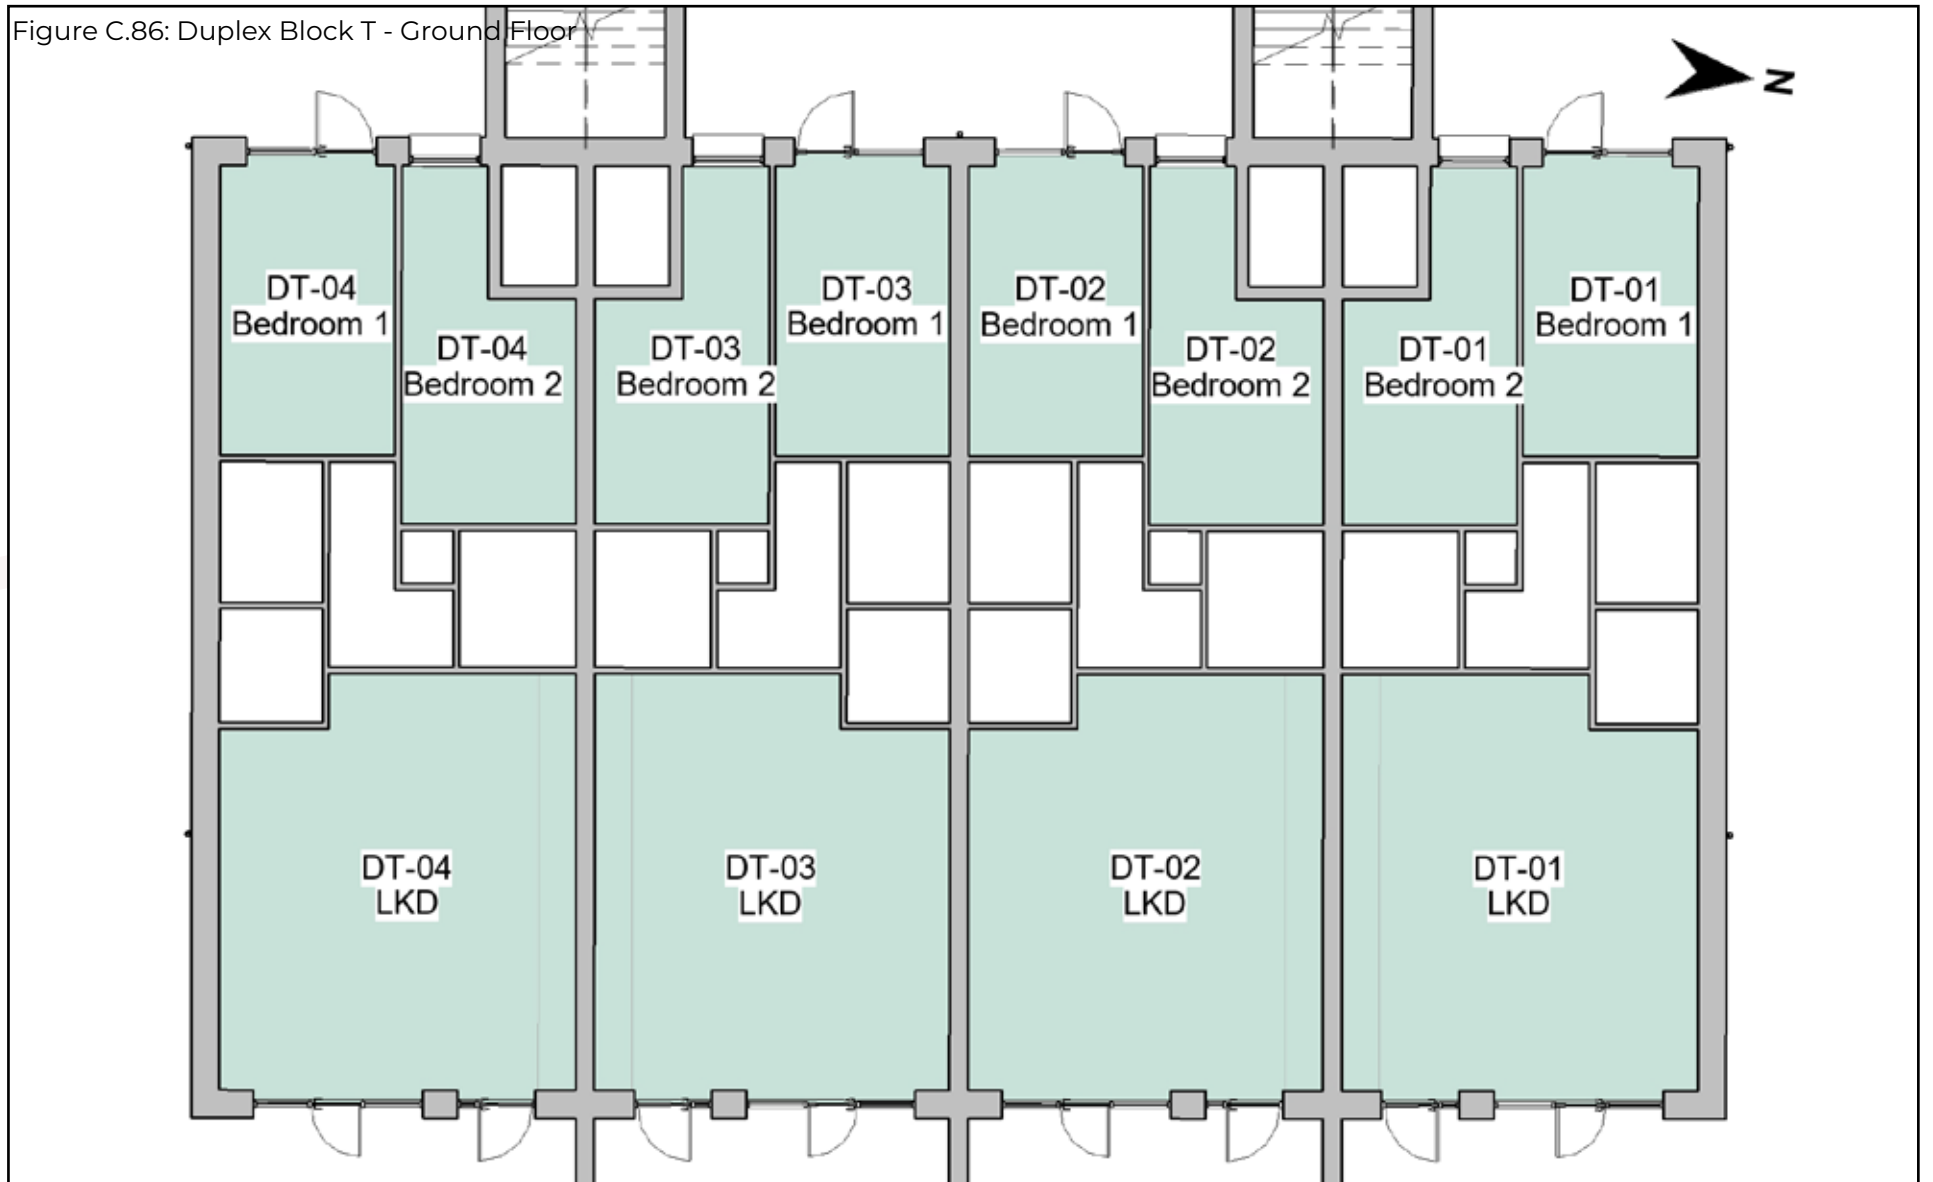 Figure C.86: Duplex Block T - Ground Floor
N
DT-04
Bedroom 1
DT-04
Bedroom 2
DT-03
Bedroom 2
DT-03
Bedroom 1
DT-02
Bedroom 1
DT-02
Bedroom 2
DT-01
Bedroom 2
DT-01
Bedroom 1
DT-04
LKD
DT-03
LKD
DT-02
LKD
DT-01
LKD